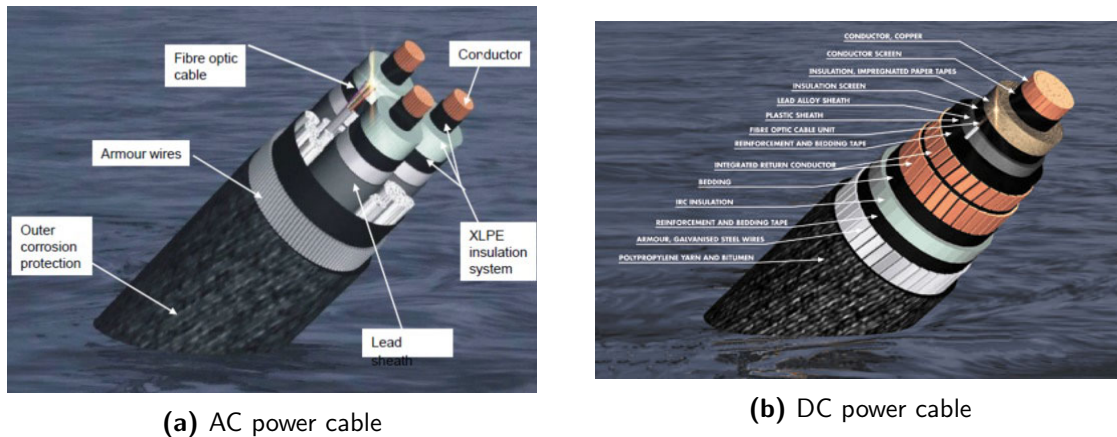 Fibre optic
cable
Conductor
Armour wires
Outer
corrosion
protection
XLPE
insulation
system
Lead
sheath
(a) AC power cable
CONDUCTOR, COPPER
CONDUCTOR SCREEN
INSULATION, IMPREGNATED PAPER TAPES
INSULATION SCREEN
LEAD ALLOY SHEATH
PLASTIC SHEATH
FIBRE OPTIC CABLE UNIT
REINFORCEMENT AND BEDDING TAPE
INTEGRATED RETURN CONDUCTOR
BEDDING
IRC INSULATION
REINFORCEMENT AND BEDDING TAPE
ARMOUR, GALVANISED STEEL WIRES
POLYPROPYLENE YARN AND BITUMEN
(b) DC power cable